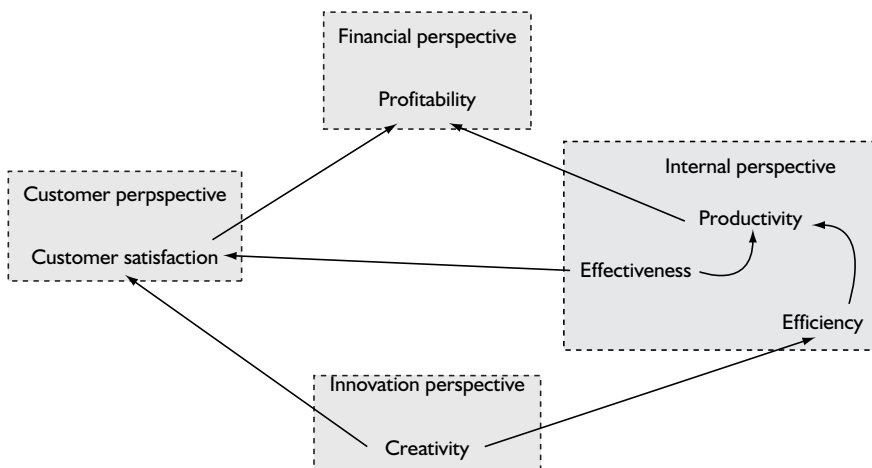 Financial perspective
Profitability
Internal perspective
Customer perpspective
Productivity
Customer satisfaction
Effectiveness
Efficiency
Innovation perspective
Creativity